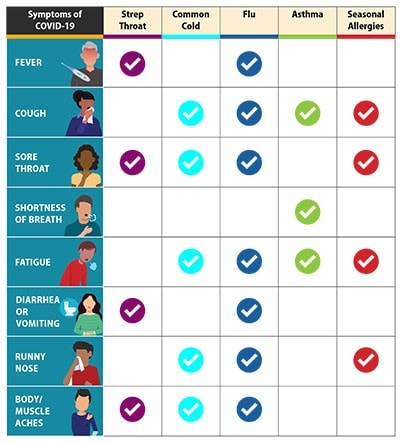 Symptoms of
COVID-19
Strep
Throat
Common
Cold
Flu
Asthma
Seasonal
Allergies
FEVER
COUGH
SORE
THROAT
SHORTNESS
OF BREATH
FATIGUE
DIARRHEA
OR
VOMITING
RUNNY
NOSE
BODY/
MUSCLE
ACHES